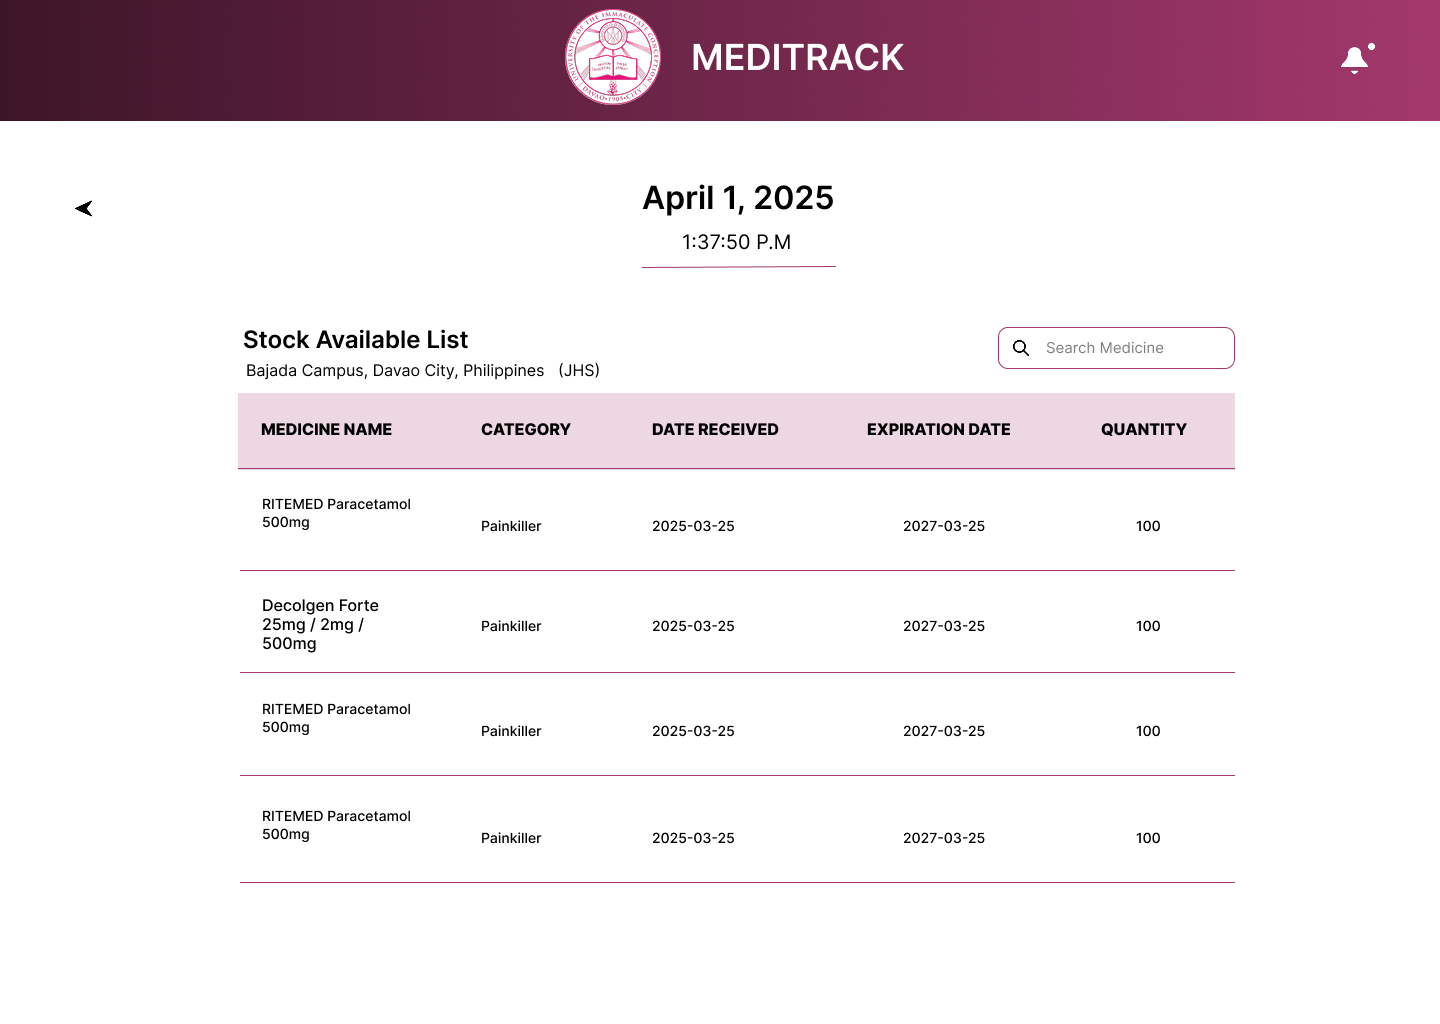 UNIVERSITY OF THE IMMACULATE CONCEPTION
DAVAO • 1905 • CITY
MEDITRACK
April 1, 2025
1:37:50 P.M
Stock Available List
Search Medicine
Bajada Campus, Davao City, Philippines (JHS)
MEDICINE NAME CATEGORY DATE RECEIVED EXPIRATION DATE QUANTITY
RITEMED Paracetamol
500mg
Painkiller 2025-03-25 2027-03-25 100
Decolgen Forte
25mg / 2mg /
500mg
Painkiller 2025-03-25 2027-03-25 100
RITEMED Paracetamol
500mg
Painkiller 2025-03-25 2027-03-25 100
RITEMED Paracetamol
500mg
Painkiller 2025-03-25 2027-03-25 100